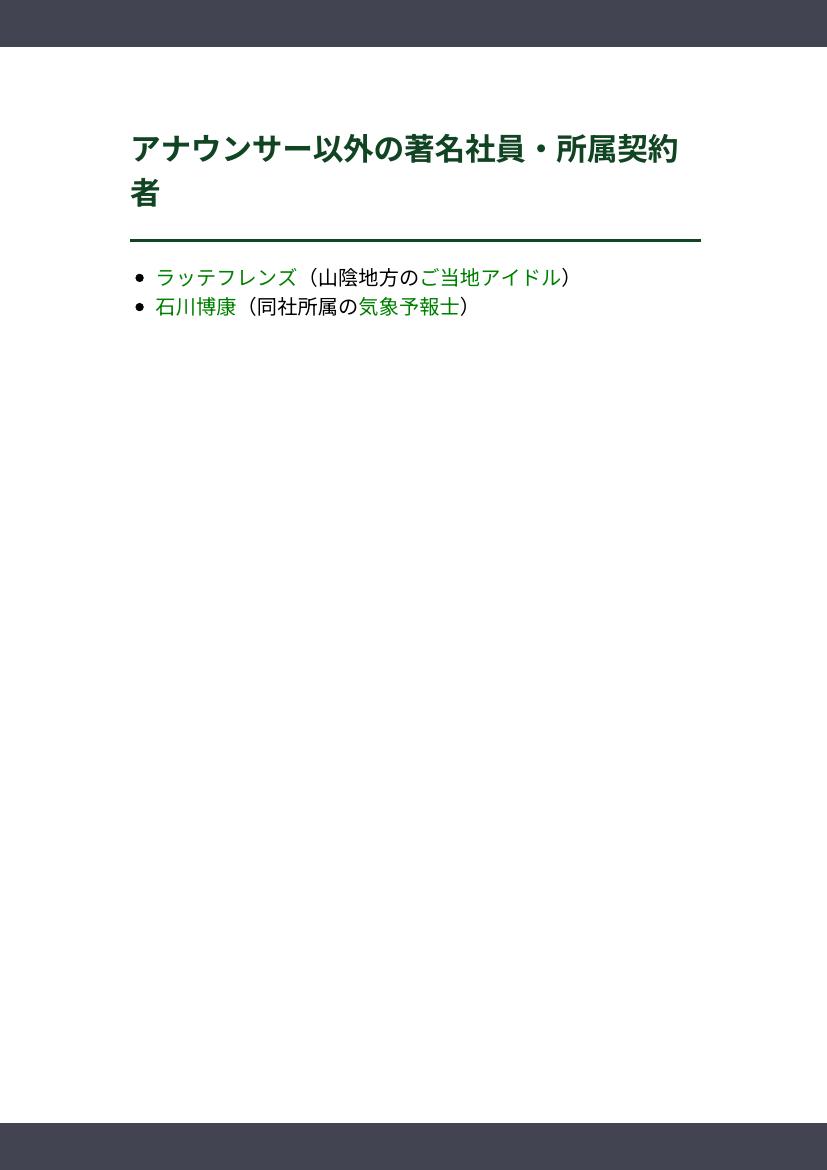 アナウンサー以外の著名社員・所属契約
者
• ラッテフレンズ（山陰地方のご当地アイドル）
• 石川博康（同社所属の気象予報士）